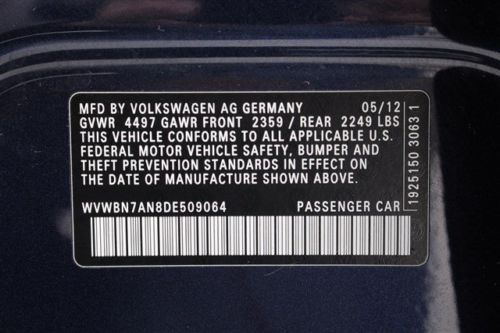 MFD BY VOLKSWAGEN AG GERMANY 05/12
GVWR 4497 GAWR FRONT 2359 / REAR 2249 LBS
THIS VEHICLE CONFORMS TO ALL APPLICABLE U.S.
FEDERAL MOTOR VEHICLE SAFETY, BUMPER AND
THEFT PREVENTION STANDARDS IN EFFECT ON
THE DATE OF MANUFACTURE SHOWN ABOVE.
WVWBN7AN8DE509064 PASSENGER CAR
1925150 3063 1